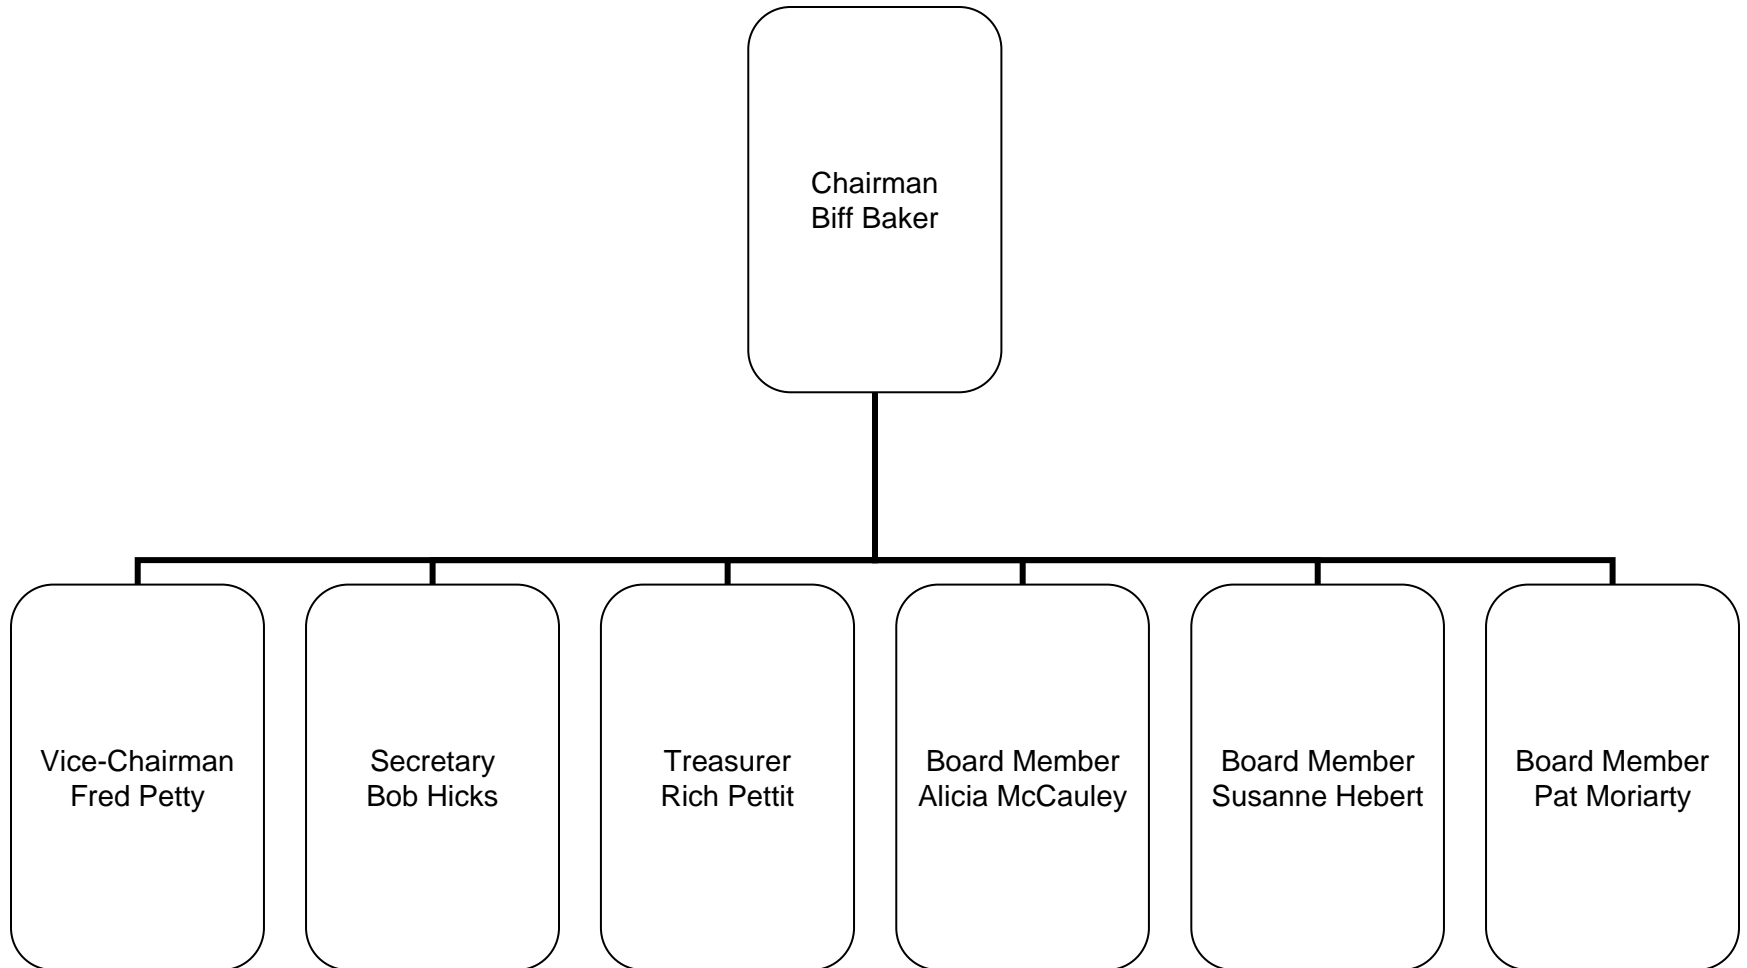 Chairman
Biff Baker
Vice-Chairman
Fred Petty
Secretary
Bob Hicks
Treasurer
Rich Pettit
Board Member
Alicia McCauley
Board Member
Susanne Hebert
Board Member
Pat Moriarty